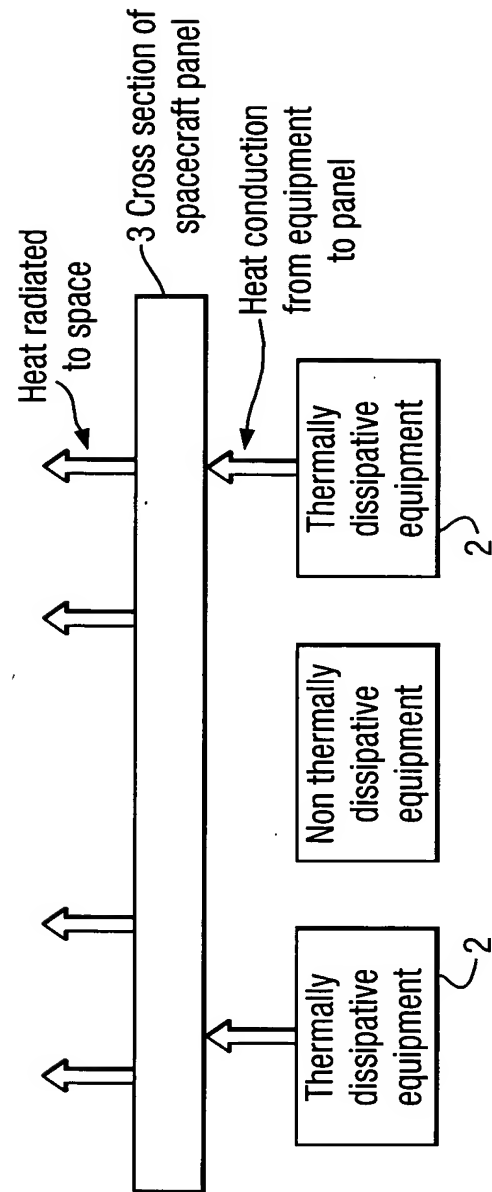 Heat radiated
to space
3 Cross section of
spacecraft panel
Heat conduction
from equipment
to panel
Thermally
dissipative
equipment
2
Non thermally
dissipative
equipment
Thermally
dissipative
equipment
2